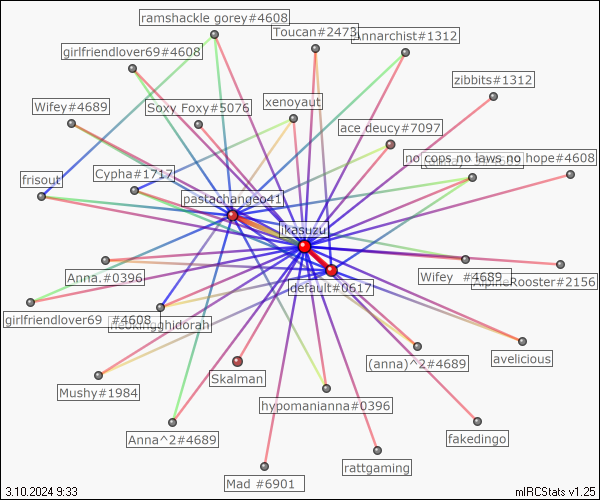 ramshackle gorey#4608
Toucan#2473
Annarchist#1312
girlfriendlover69#4608
zibbits#1312
Wifey#4689
Soxy Foxy#5076
xenoyaut
ace deucy#7097
no cops no laws no hope#4608
Cypha#1717
frisout
pastachangeo41
ikasuzu
Anna.#0396
Wifey #4689
AlpineRooster#2156
default#0617
girlfriendlover69 #4608
avelicious
(anna)^2#4689
Skalman
Mushy#1984
hypomanianna#0396
Anna^2#4689
fakedingo
rattgaming
Mad #6901
3.10.2024 9:33
mIRCStats v1.25